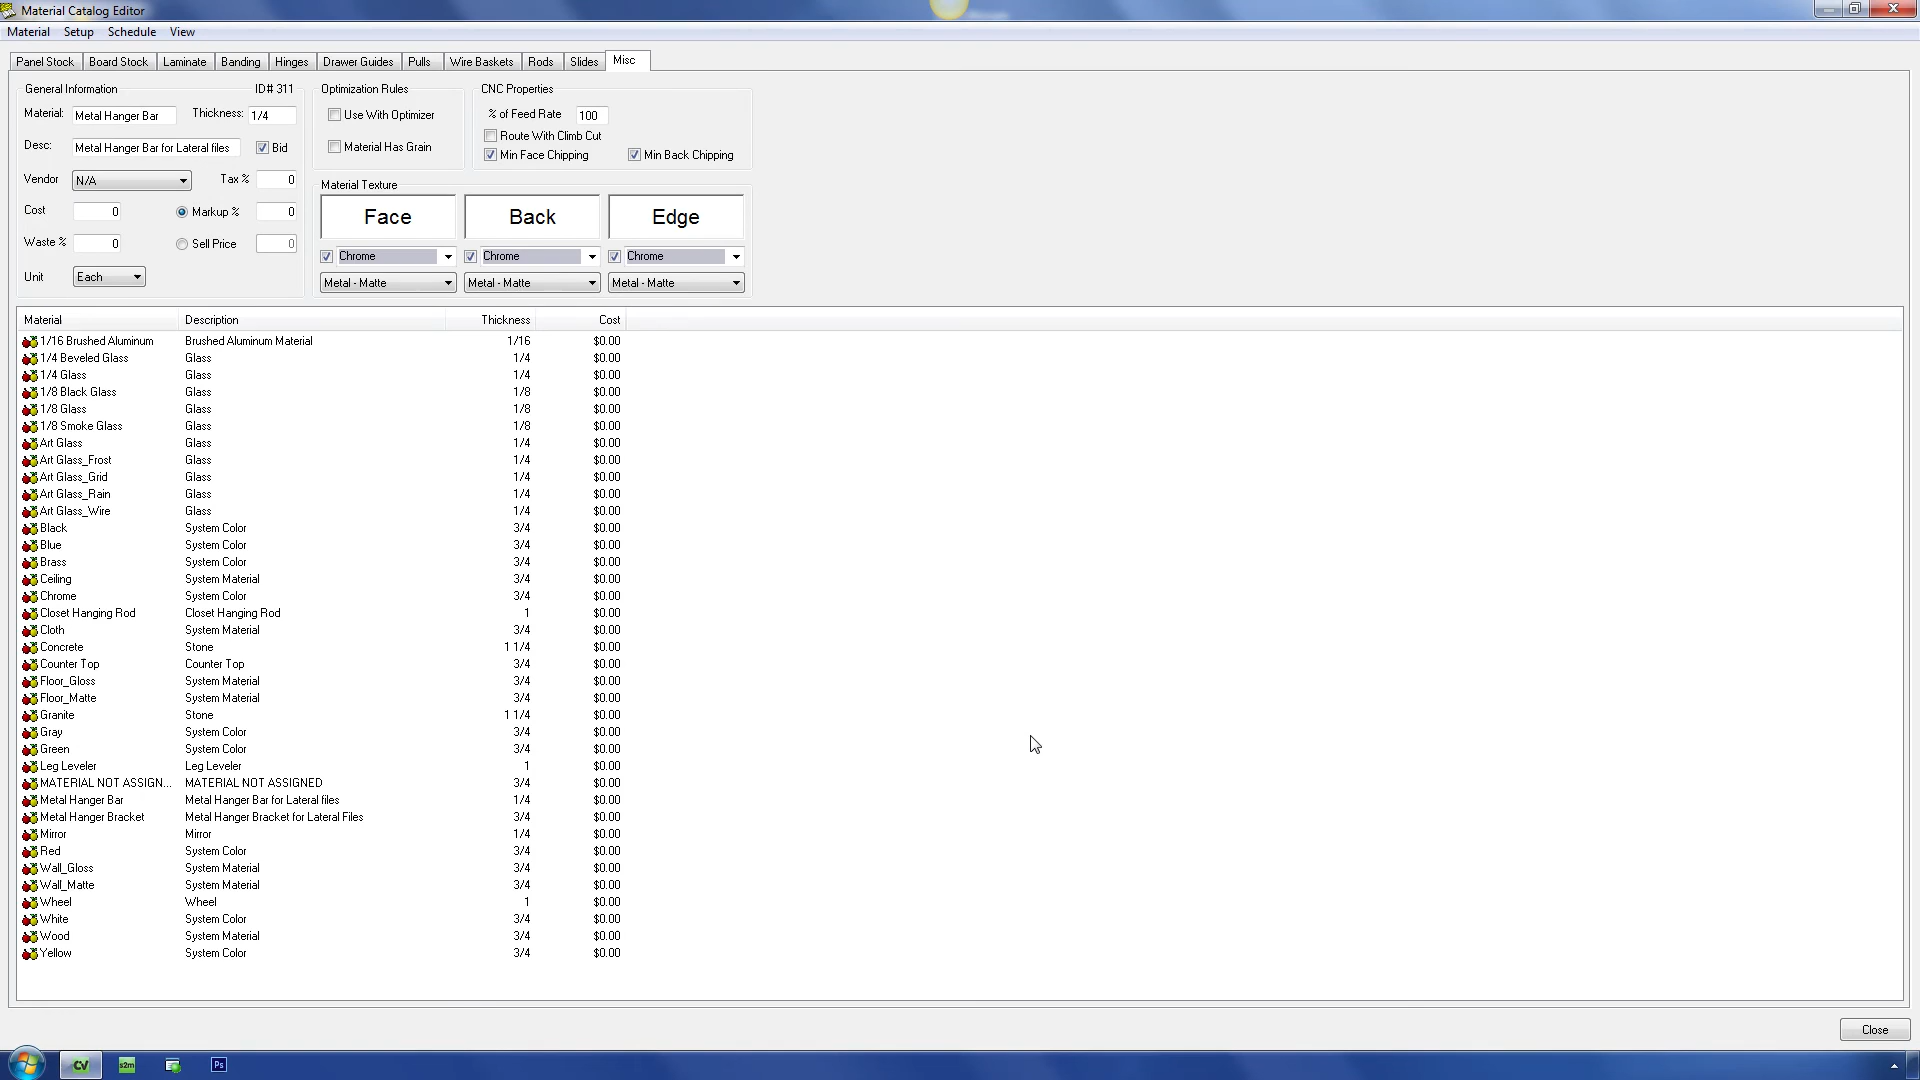 Material Catalog Editor
Material Setup Schedule View
Panel Stock Board Stock Laminate Banding Hinges Drawer Guides Pulls Wire Baskets Rods Slides Misc
General Information ID# 311 Optimization Rules CNC Properties
Material: Metal Hanger Bar Thickness: 1/4 Use With Optimizer % of Feed Rate 100
Route With Climb Cut
Desc: Metal Hanger Bar for Lateral files Bid Material Has Grain Min Face Chipping Min Back Chipping
Vendor N/A Tax % 0 Material Texture
Cost 0 Markup % 0 Face Back Edge
Waste % 0 Sell Price 0 Chrome Chrome Chrome
Unit Each Metal - Matte Metal - Matte Metal - Matte
Material Description Thickness Cost
1/16 Brushed Aluminum Brushed Aluminum Material 1/16 $0.00
1/4 Beveled Glass Glass 1/4 $0.00
1/4 Glass Glass 1/4 $0.00
1/8 Black Glass Glass 1/8 $0.00
1/8 Glass Glass 1/8 $0.00
1/8 Smoke Glass Glass 1/8 $0.00
Art Glass Glass 1/4 $0.00
Art Glass_Frost Glass 1/4 $0.00
Art Glass_Grid Glass 1/4 $0.00
Art Glass_Rain Glass 1/4 $0.00
Art Glass_Wire Glass 1/4 $0.00
Black System Color 3/4 $0.00
Blue System Color 3/4 $0.00
Brass System Color 3/4 $0.00
Ceiling System Material 3/4 $0.00
Chrome System Color 3/4 $0.00
Closet Hanging Rod Closet Hanging Rod 1 $0.00
Cloth System Material 3/4 $0.00
Concrete Stone 1 1/4 $0.00
Counter Top Counter Top 3/4 $0.00
Floor_Gloss System Material 3/4 $0.00
Floor_Matte System Material 3/4 $0.00
Granite Stone 1 1/4 $0.00
Gray System Color 3/4 $0.00
Green System Color 3/4 $0.00
Leg Leveler Leg Leveler 1 $0.00
MATERIAL NOT ASSIGN... MATERIAL NOT ASSIGNED 3/4 $0.00
Metal Hanger Bar Metal Hanger Bar for Lateral files 1/4 $0.00
Metal Hanger Bracket Metal Hanger Bracket for Lateral Files 3/4 $0.00
Mirror Mirror 1/4 $0.00
Red System Color 3/4 $0.00
Wall_Gloss System Material 3/4 $0.00
Wall_Matte System Material 3/4 $0.00
Wheel Wheel 1 $0.00
White System Color 3/4 $0.00
Wood System Material 3/4 $0.00
Yellow System Color 3/4 $0.00
Close
CV s2m Ps